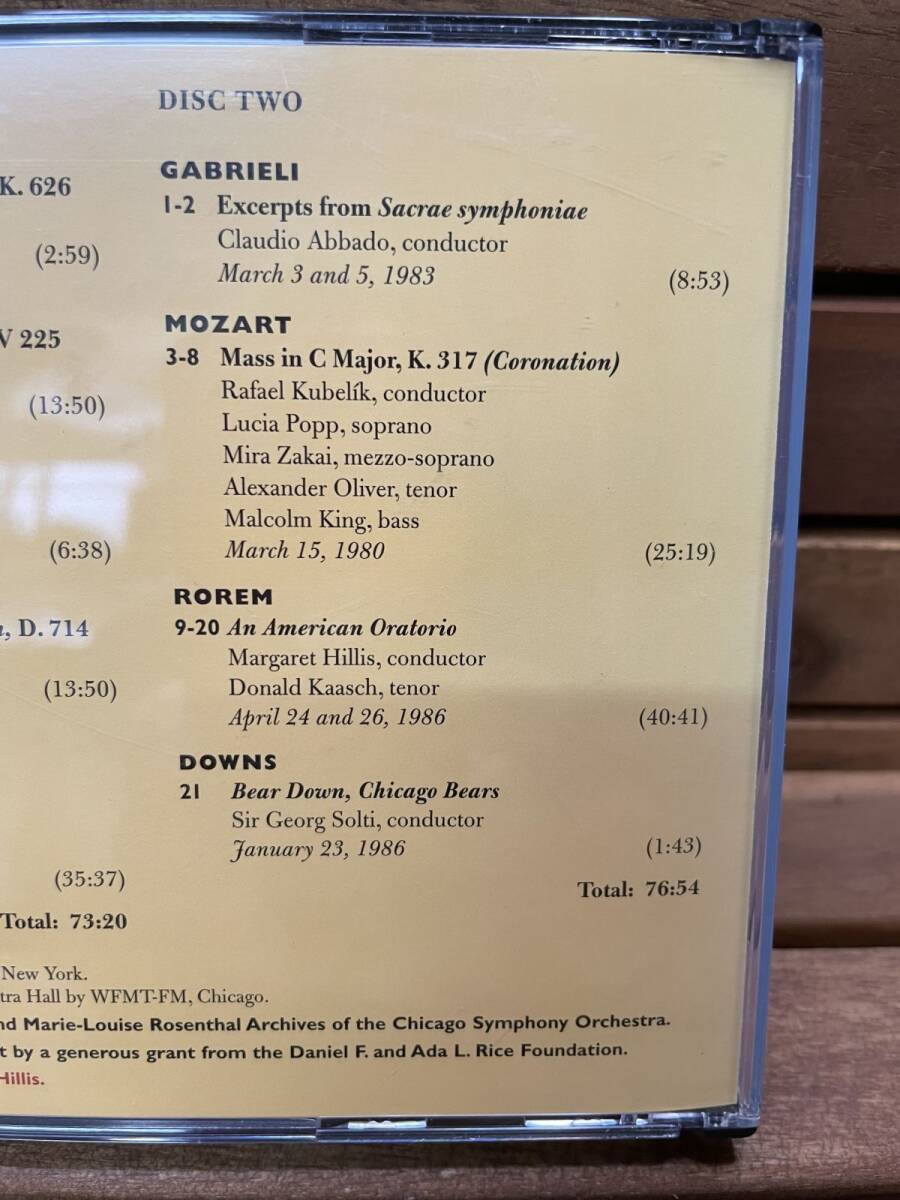 K. 626
(2:59)
V 225
(13:50)
(6:38)
, D. 714
(13:50)
(35:37)
Total: 73:20
DISC TWO
GABRIELI
1-2 Excerpts from Sacrae symphoniae
Claudio Abbado, conductor
March 3 and 5, 1983 (8:53)
MOZART
3-8 Mass in C Major, K. 317 (Coronation)
Rafael Kubelík, conductor
Lucia Popp, soprano
Mira Zakai, mezzo-soprano
Alexander Oliver, tenor
Malcolm King, bass
March 15, 1980 (25:19)
ROREM
9-20 An American Oratorio
Margaret Hillis, conductor
Donald Kaasch, tenor
April 24 and 26, 1986 (40:41)
DOWNS
21 Bear Down, Chicago Bears
Sir Georg Solti, conductor
January 23, 1986 (1:43)
Total: 76:54
New York.
tra Hall by WFMT-FM, Chicago.
nd Marie-Louise Rosenthal Archives of the Chicago Symphony Orchestra.
t by a generous grant from the Daniel F. and Ada L. Rice Foundation.
Hillis.